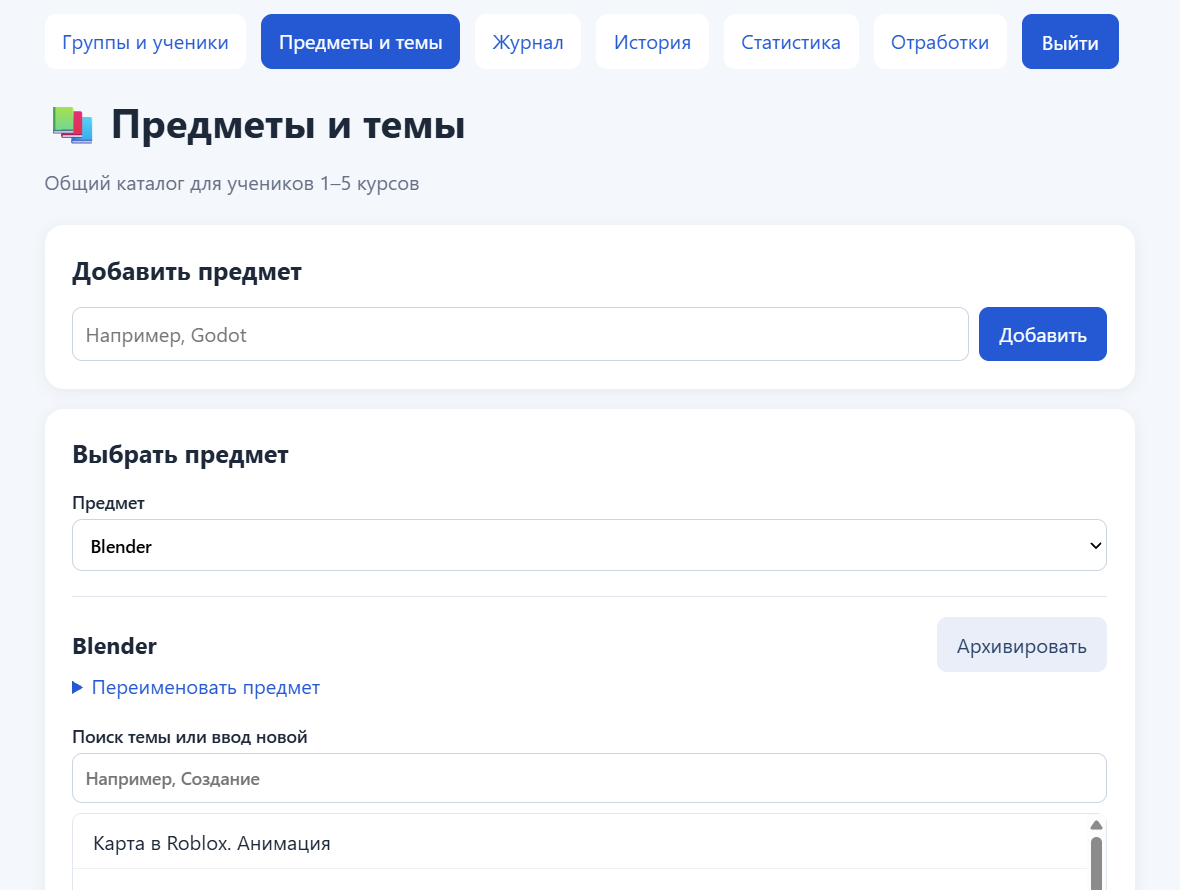 Группы и ученики
Предметы и темы
Журнал
История
Статистика
Отработки
Выйти
Предметы и темы
Общий каталог для учеников 1–5 курсов
Добавить предмет
Например, Godot
Добавить
Выбрать предмет
Предмет
Blender
Blender
Архивировать
Переименовать предмет
Поиск темы или ввод новой
Например, Создание
Карта в Roblox. Анимация